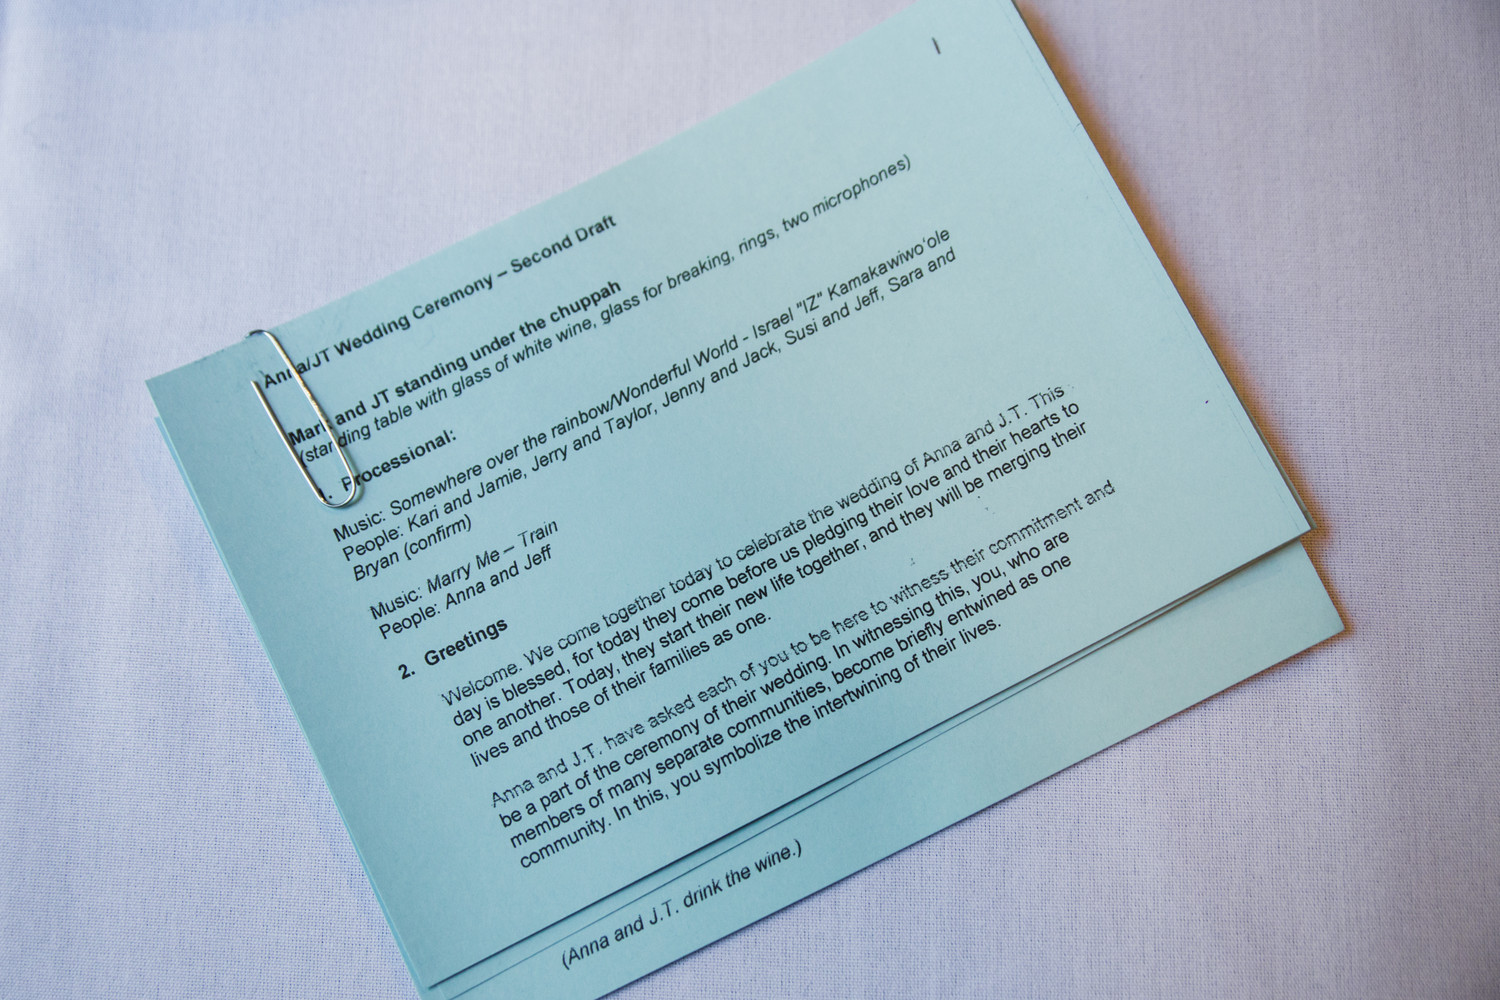 1
Anna/JT Wedding Ceremony – Second Draft
Mark and JT standing under the chuppah
(standing table with glass of white wine, glass for breaking, rings, two microphones)
1. Processional:
Music: Somewhere over the rainbow/Wonderful World - Israel "IZ" Kamakawiwoʻole
People: Kari and Jamie, Jerry and Taylor, Jenny and Jack, Susi and Jeff, Sara and
Bryan (confirm)
Music: Marry Me – Train
People: Anna and Jeff
2. Greetings
Welcome. We come together today to celebrate the wedding of Anna and J.T. This
day is blessed, for today they come before us pledging their love and their hearts to
one another. Today, they start their new life together, and they will be merging their
lives and those of their families as one.
Anna and J.T. have asked each of you to be here to witness their commitment and
be a part of the ceremony of their wedding. In witnessing this, you, who are
members of many separate communities, become briefly entwined as one
community. In this, you symbolize the intertwining of their lives.
(Anna and J.T. drink the wine.)